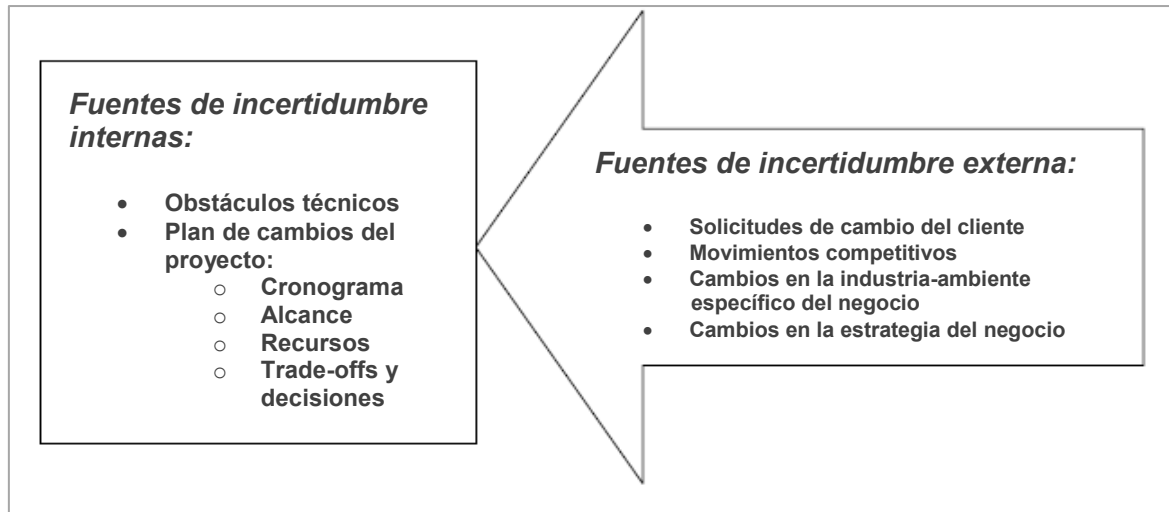 Fuentes de incertidumbre
internas:
• Obstáculos técnicos
• Plan de cambios del
proyecto:
o Cronograma
o Alcance
o Recursos
o Trade-offs y
decisiones
Fuentes de incertidumbre externa:
• Solicitudes de cambio del cliente
• Movimientos competitivos
• Cambios en la industria-ambiente
específico del negocio
• Cambios en la estrategia del negocio